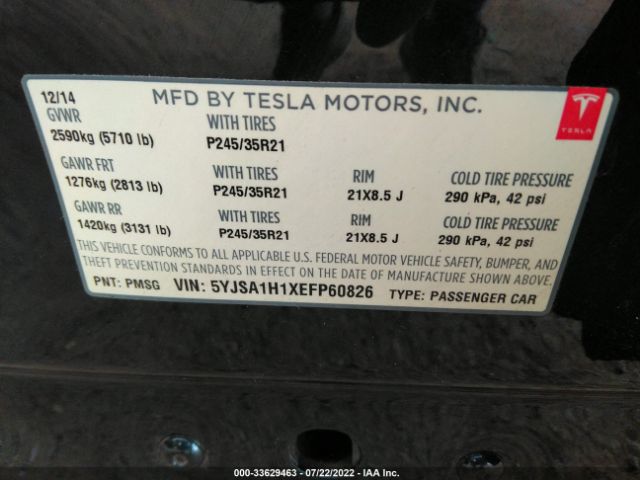 12/14 MFD BY TESLA MOTORS, INC.
GVWR WITH TIRES
2590kg (5710 lb) P245/35R21
TESLA
GAWR FRT WITH TIRES RIM COLD TIRE PRESSURE
1276kg (2813 lb) P245/35R21 21X8.5 J 290 kPa, 42 psi
GAWR RR WITH TIRES RIM COLD TIRE PRESSURE
1420kg (3131 lb) P245/35R21 21X8.5 J 290 kPa, 42 psi
THIS VEHICLE CONFORMS TO ALL APPLICABLE U.S. FEDERAL MOTOR VEHICLE SAFETY, BUMPER, AND
THEFT PREVENTION STANDARDS IN EFFECT ON THE DATE OF MANUFACTURE SHOWN ABOVE.
PNT: PMSG VIN: 5YJSA1H1XEFP60826 TYPE: PASSENGER CAR
000-33629463 - 07/22/2022 - IAA Inc.